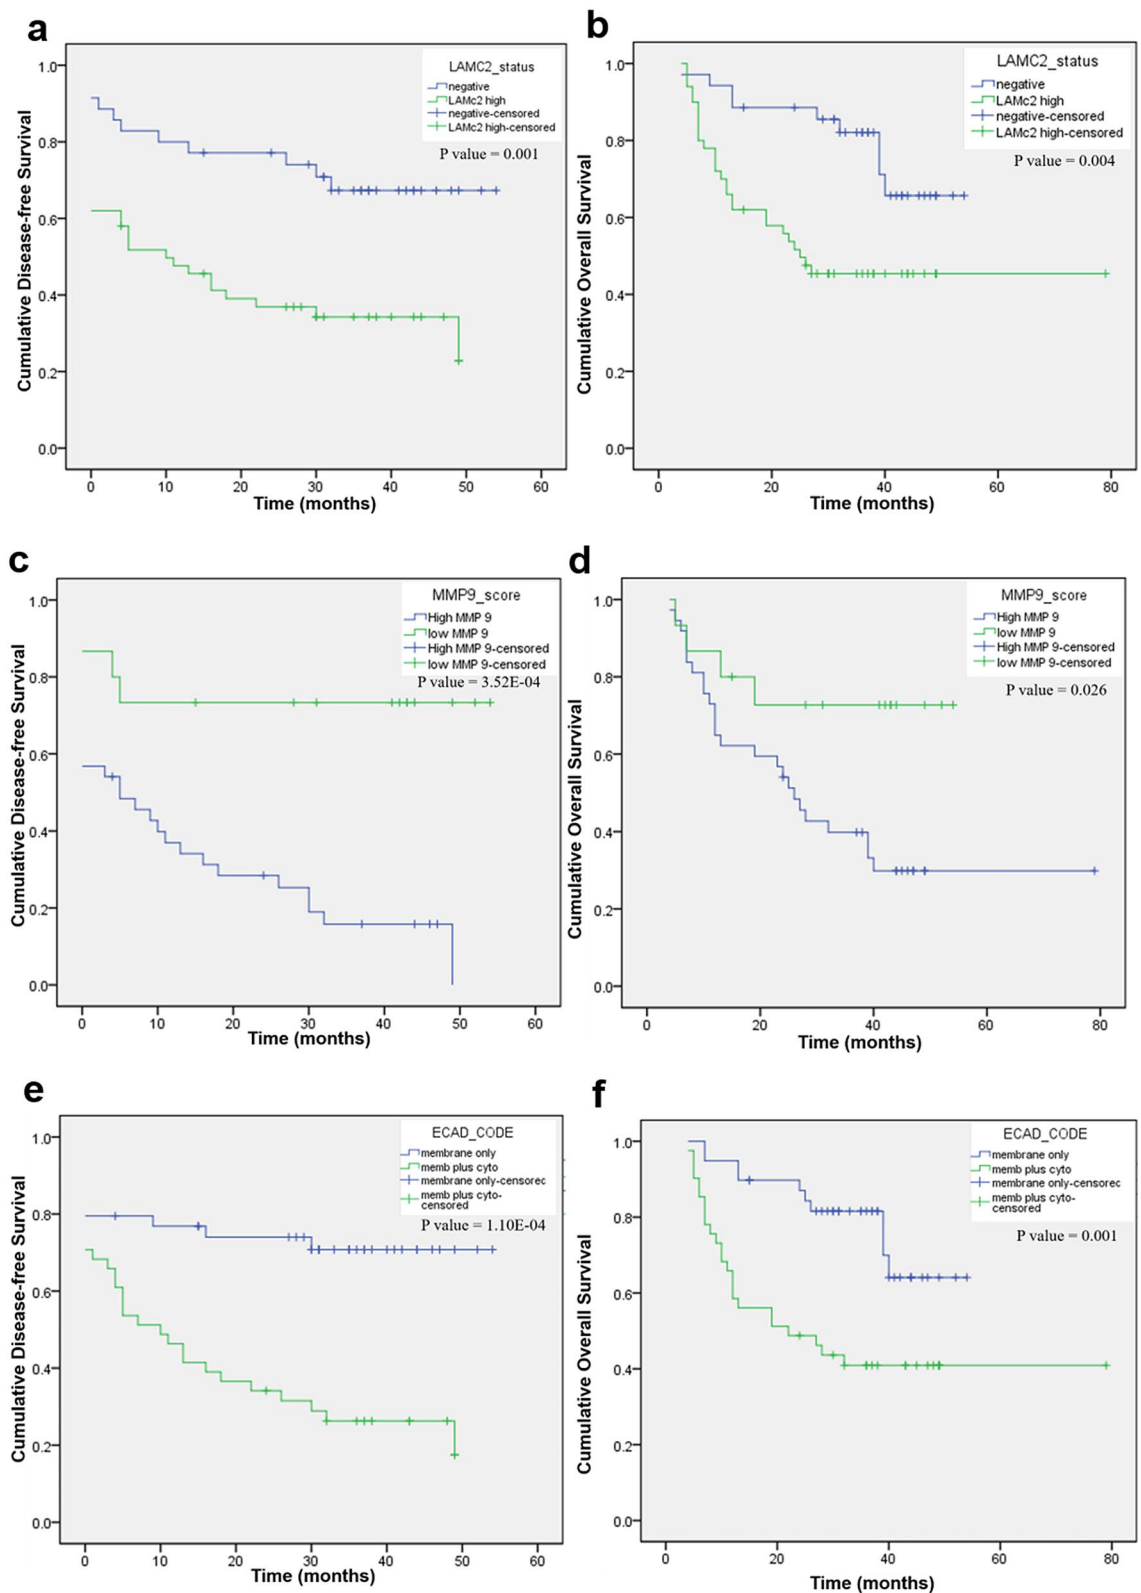 a
LAMC2_status
negative
LAMc2 high
negative-censored
LAMc2 high-censored
P value = 0.001
1.0
0.8
0.6
0.4
0.2
0.0
Cumulative Disease-free Survival
0 10 20 30 40 50 60
Time (months)
b
LAMC2_status
negative
LAMc2 high
negative-censored
LAMc2 high-censored
P value = 0.004
1.0
0.8
0.6
0.4
0.2
0.0
Cumulative Overall Survival
0 20 40 60 80
Time (months)
c
MMP9_score
High MMP 9
low MMP 9
High MMP 9-censored
low MMP 9-censored
P value = 3.52E-04
1.0
0.8
0.6
0.4
0.2
0.0
Cumulative Disease-free Survival
0 10 20 30 40 50 60
Time (months)
d
MMP9_score
High MMP 9
low MMP 9
High MMP 9-censored
low MMP 9-censored
P value = 0.026
1.0
0.8
0.6
0.4
0.2
0.0
Cumulative Overall Survival
0 20 40 60 80
Time (months)
e
ECAD_CODE
membrane only
memb plus cyto
membrane only-censorec
memb plus cyto-
censored
P value = 1.10E-04
1.0
0.8
0.6
0.4
0.2
0.0
Cumulative Disease-free Survival
0 10 20 30 40 50 60
Time (months)
f
ECAD_CODE
membrane only
memb plus cyto
membrane only-censorec
memb plus cyto-
censored
P value = 0.001
1.0
0.8
0.6
0.4
0.2
0.0
Cumulative Overall Survival
0 20 40 60 80
Time (months)